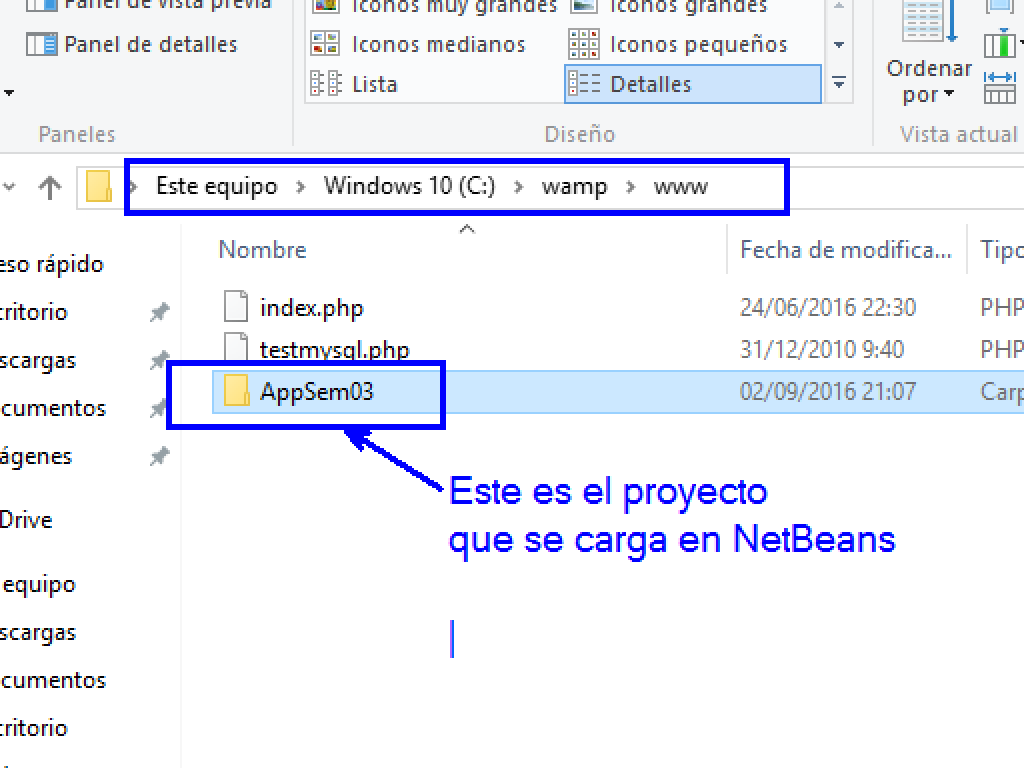 Panel de vista previa
Iconos muy grandes
Iconos grandes
Panel de detalles
Iconos medianos
Iconos pequeños
Lista
Detalles
Ordenar
por
Paneles
Diseño
Vista actual
Este equipo > Windows 10 (C:) > wamp > www
Nombre
Fecha de modifica...
Tipo
eso rápido
index.php
24/06/2016 22:30
PHP
critorio
testmysql.php
31/12/2010 9:40
PHP
scargas
AppSem03
02/09/2016 21:07
Carp
ocumentos
ágenes
Este es el proyecto
que se carga en NetBeans
Drive
equipo
scargas
ocumentos
critorio